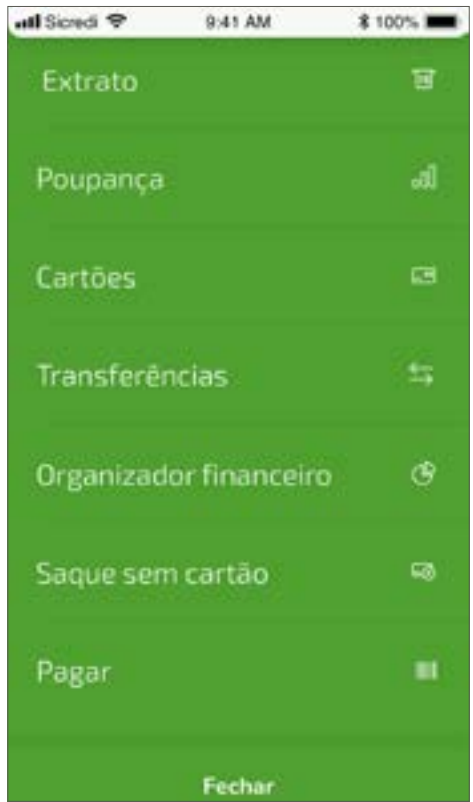 Sicredi 9:41 AM 100%
Extrato
Poupança
Cartões
Transferências
Organizador financeiro
Saque sem cartão
Pagar
Fechar